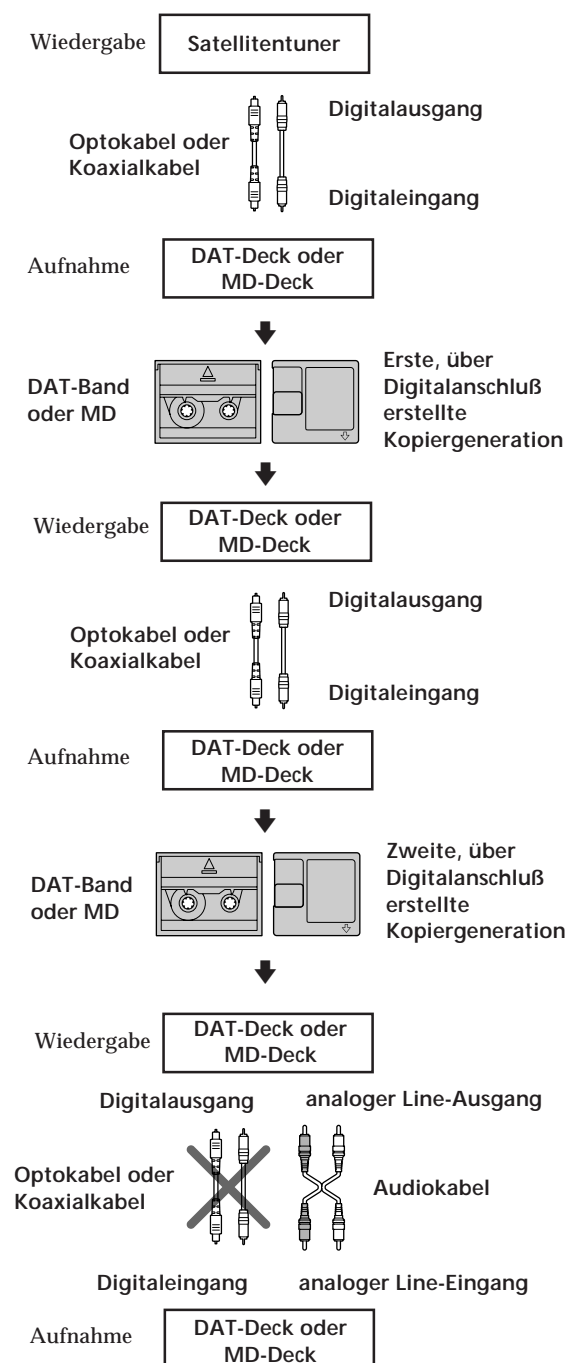 Wiedergabe
Satellitentuner
Digitalausgang
Optokabel oder
Koaxialkabel
Digitaleingang
Aufnahme
DAT-Deck oder
MD-Deck
DAT-Band
oder MD
Erste, über
Digitalanschluß
erstellte
Kopiergeneration
Wiedergabe
DAT-Deck oder
MD-Deck
Digitalausgang
Optokabel oder
Koaxialkabel
Digitaleingang
Aufnahme
DAT-Deck oder
MD-Deck
DAT-Band
oder MD
Zweite, über
Digitalanschluß
erstellte
Kopiergeneration
Wiedergabe
DAT-Deck oder
MD-Deck
Digitalausgang
analoger Line-Ausgang
Optokabel oder
Koaxialkabel
Audiokabel
Digitaleingang
analoger Line-Eingang
Aufnahme
DAT-Deck oder
MD-Deck